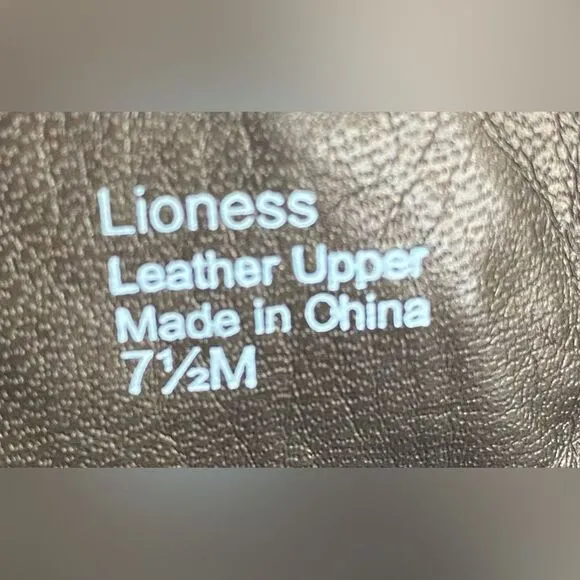 Lioness
Leather Upper
Made in China
7½M